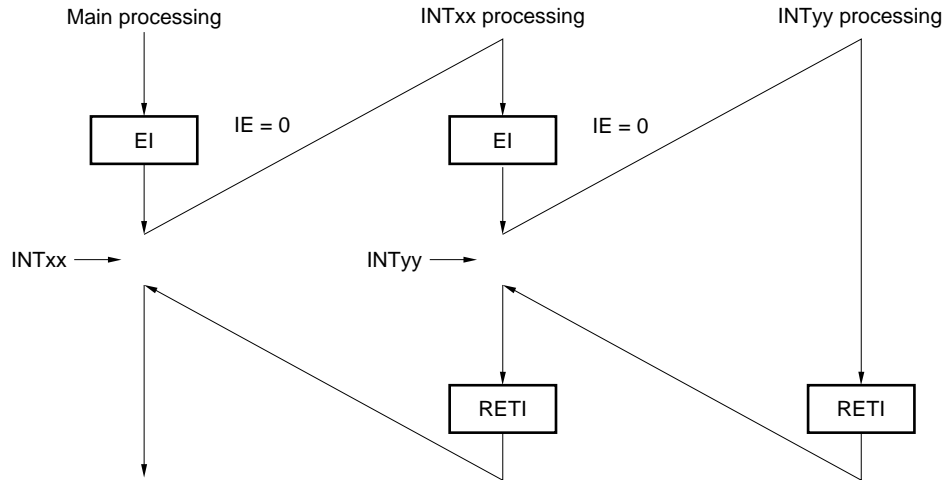 Main processing
INTxx processing
INTyy processing
EI
IE = 0
EI
IE = 0
INTxx
INTyy
RETI
RETI